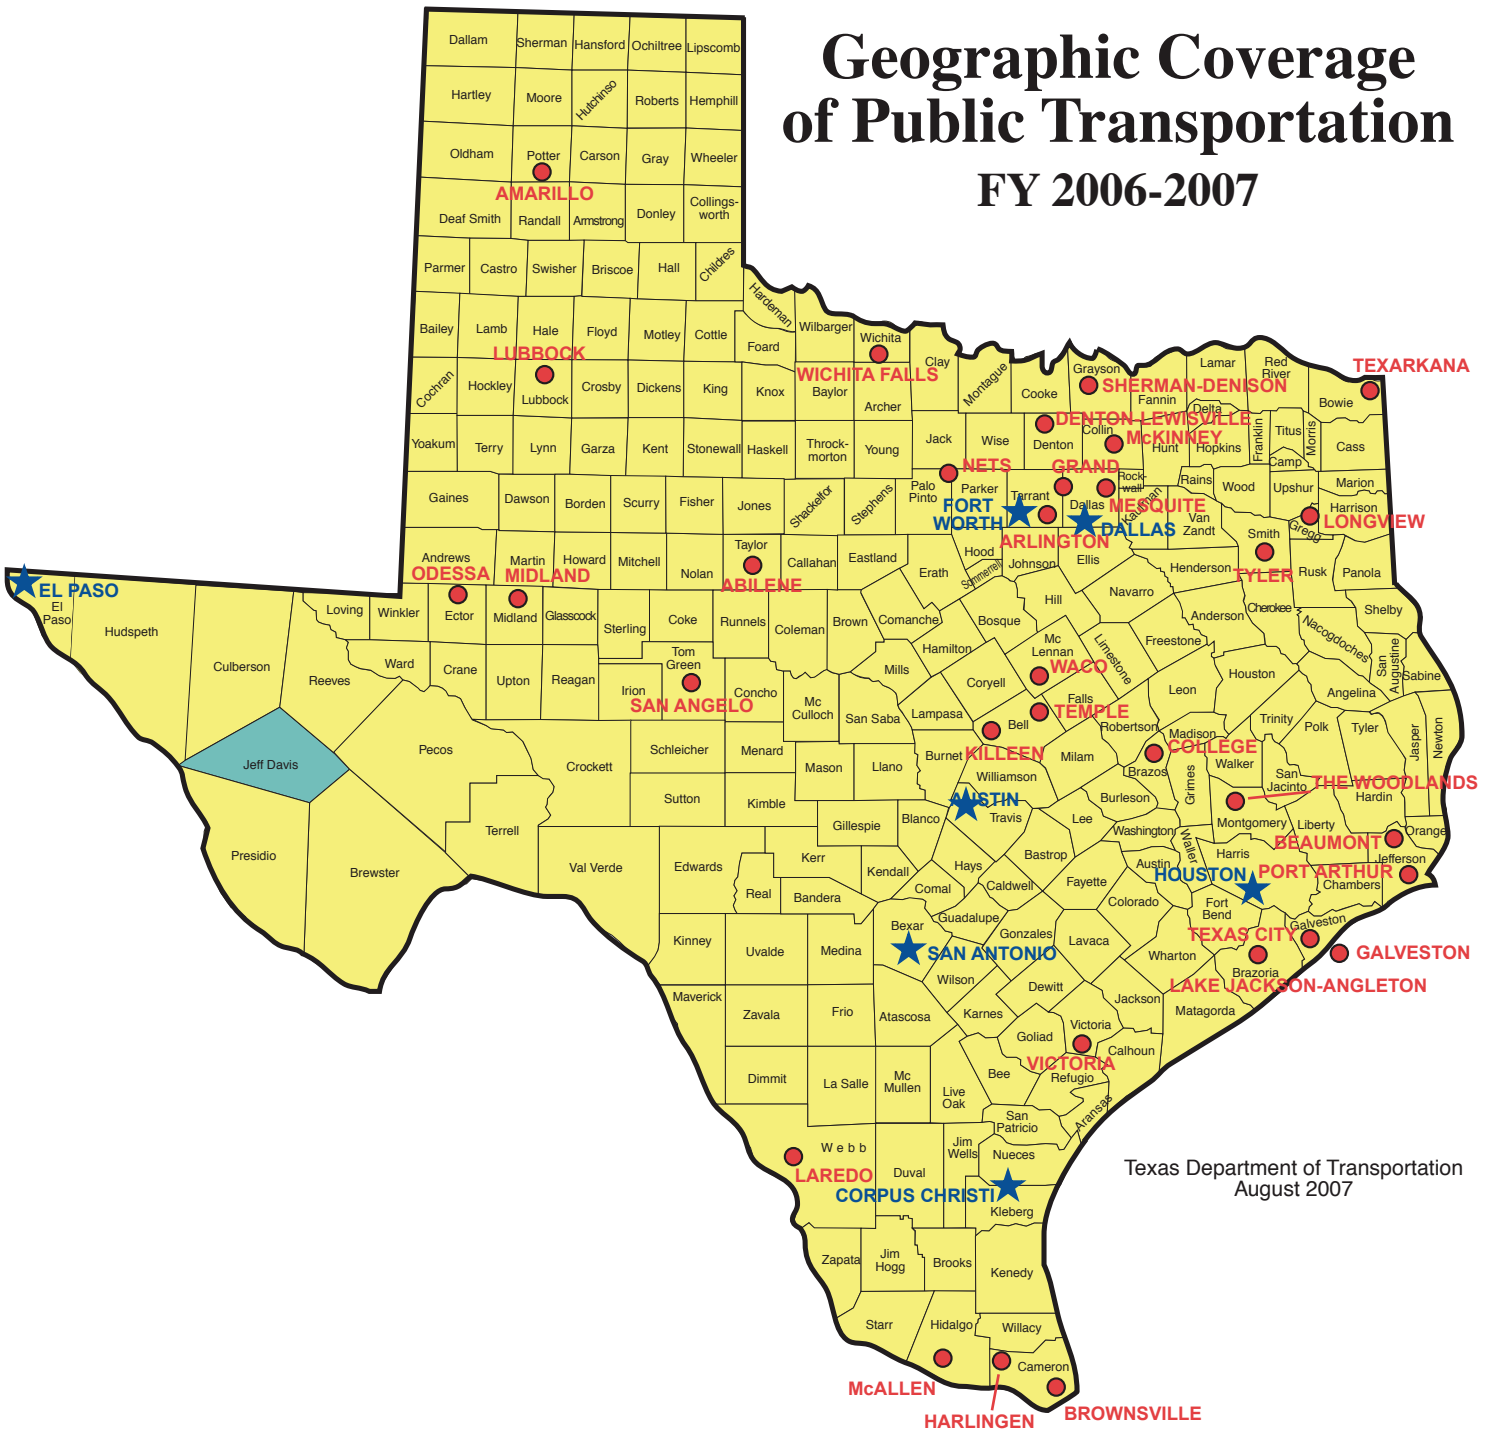 Geographic Coverage
of Public Transportation
FY 2006-2007
Dallam
Sherman
Hansford
Ochiltree
Lipscomb
Hartley
Moore
Hutchinso
Roberts
Hemphill
Oldham
Potter
Carson
Gray
Wheeler
AMARILLO
Deaf Smith
Randall
Armstrong
Donley
Collings-
worth
Parmer
Castro
Swisher
Briscoe
Hall
Childres
Hardeman
Bailey
Lamb
Hale
Floyd
Motley
Cottle
Foard
Wilbarger
Wichita
Clay
Montague
Cooke
Grayson
Fannin
Lamar
Red
River
Bowie
TEXARKANA
LUBBOCK
WICHITA FALLS
SHERMAN-DENISON
Cochran
Hockley
Lubbock
Crosby
Dickens
King
Knox
Baylor
Archer
Delta
DENTON-LEWISVILLE
Yoakum
Terry
Lynn
Garza
Kent
Stonewall
Haskell
Throck-
morton
Young
Jack
Wise
Denton
Collin
McKINNEY
Hunt
Hopkins
Franklin
Titus
Camp
Morris
Cass
NETS
GRAND
Gaines
Dawson
Borden
Scurry
Fisher
Jones
Shackelfor
Stephens
Palo
Pinto
Parker
Tarrant
Dallas
Rock-
wall
Kaufman
Rains
Wood
Upshur
Marion
Harrison
FORT
WORTH
MESQUITE
DALLAS
ARLINGTON
Van
Zandt
Smith
Gregg
LONGVIEW
TYLER
Andrews
Martin
Howard
Mitchell
Nolan
Taylor
Callahan
Eastland
Erath
Hood
Sommerrell
Johnson
Ellis
Henderson
Rusk
Panola
ODESSA
MIDLAND
ABILENE
EL PASO
El
Paso
Hudspeth
Culberson
Reeves
Loving
Winkler
Ector
Midland
Glasscock
Sterling
Coke
Runnels
Coleman
Brown
Comanche
Bosque
Hill
Navarro
Anderson
Cherokee
Nacogdoches
Shelby
Ward
Crane
Upton
Reagan
Irion
Tom
Green
Concho
Mc
Culloch
Mills
Hamilton
Mc
Lennan
Limestone
Freestone
Leon
Houston
Angelina
San
Augustine
Sabine
SAN ANGELO
WACO
San Saba
Lampasa
Coryell
Bell
Falls
TEMPLE
KILLEEN
Robertson
Madison
Trinity
Polk
Tyler
Jasper
Newton
Jeff Davis
Pecos
Crockett
Schleicher
Menard
Mason
Llano
Burnet
Williamson
Milam
Brazos
COLLEGE
Grimes
Walker
San
Jacinto
THE WOODLANDS
Hardin
Terrell
Sutton
Kimble
Gillespie
Blanco
AUSTIN
Travis
Lee
Burleson
Washington
Waller
Montgomery
Liberty
BEAUMONT
Orange
Presidio
Brewster
Val Verde
Edwards
Kerr
Real
Bandera
Kendall
Hays
Comal
Caldwell
Bastrop
Fayette
Austin
Colorado
Harris
HOUSTON
PORT ARTHUR
Jefferson
Chambers
Fort
Bend
Galveston
TEXAS CITY
GALVESTON
Kinney
Uvalde
Medina
Bexar
SAN ANTONIO
Guadalupe
Gonzales
Lavaca
Wharton
Brazoria
LAKE JACKSON-ANGLETON
Maverick
Zavala
Frio
Atascosa
Wilson
Karnes
Dewitt
Jackson
Matagorda
Goliad
Victoria
VICTORIA
Calhoun
Dimmit
La Salle
Mc
Mullen
Live
Oak
Bee
Refugio
Aransas
San
Patricio
Webb
LAREDO
Duval
Jim
Wells
Nueces
CORPUS CHRISTI
Kleberg
Texas Department of Transportation
August 2007
Zapata
Jim
Hogg
Brooks
Kenedy
Starr
Hidalgo
Willacy
Cameron
McALLEN
HARLINGEN
BROWNSVILLE